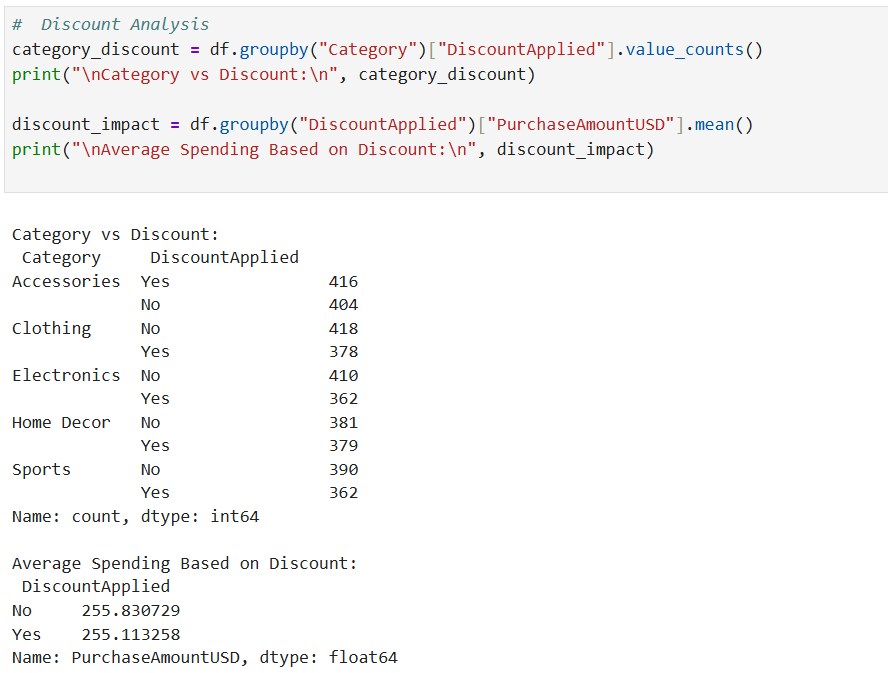 #  Discount Analysis
category_discount = df.groupby("Category")["DiscountApplied"].value_counts()
print("\nCategory vs Discount:\n", category_discount)
discount_impact = df.groupby("DiscountApplied")["PurchaseAmountUSD"].mean()
print("\nAverage Spending Based on Discount:\n", discount_impact)
Category vs Discount:
 Category     DiscountApplied
Accessories  Yes                416
             No                 404
Clothing     No                 418
             Yes                378
Electronics  No                 410
             Yes                362
Home Decor   No                 381
             Yes                379
Sports       No                 390
             Yes                362
Name: count, dtype: int64
Average Spending Based on Discount:
 DiscountApplied
No     255.830729
Yes    255.113258
Name: PurchaseAmountUSD, dtype: float64